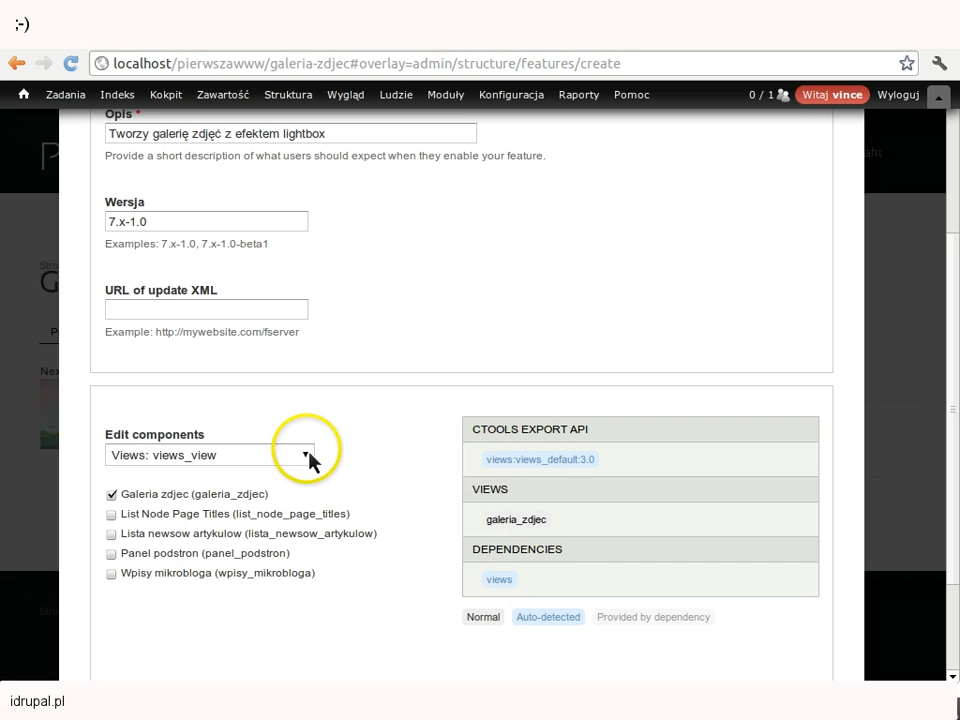 ;-)
localhost/pierwszawww/galeria-zdjec#overlay=admin/structure/features/create
Zadania Indeks Kokpit Zawartość Struktura Wygląd Ludzie Dziennik Moduły Konfiguracja Raporty Pomoc 0 / 1 Witaj vince Wyloguj
Opis *
Tworzy galerię zdjęć z efektem lightbox
Provide a short description of what users should expect when they enable your feature.
Wersja
7.x-1.0
Examples: 7.x-1.0, 7.x-1.0-beta1
URL of update XML
Example: http://mywebsite.com/fserver
Edit components
Views: views_view
Galeria zdjec (galeria_zdjec)
List Node Page Titles (list_node_page_titles)
Lista newsow artykulow (lista_newsow_artykulow)
Panel podstron (panel_podstron)
Wpisy mikrobloga (wpisy_mikrobloga)
CTOOLS EXPORT API
views:views_default:3.0
VIEWS
galeria_zdjec
DEPENDENCIES
views
Normal Auto-detected Provided by dependency
idrupal.pl